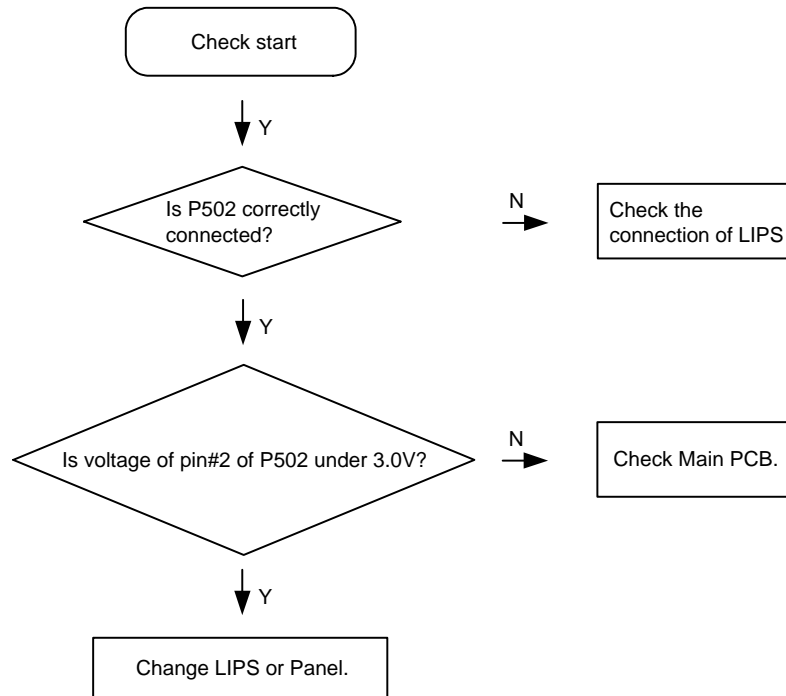 Check start
Y
Is P502 correctly
connected?
N
Check the
connection of LIPS
Y
Is voltage of pin#2 of P502 under 3.0V?
N
Check Main PCB.
Y
Change LIPS or Panel.